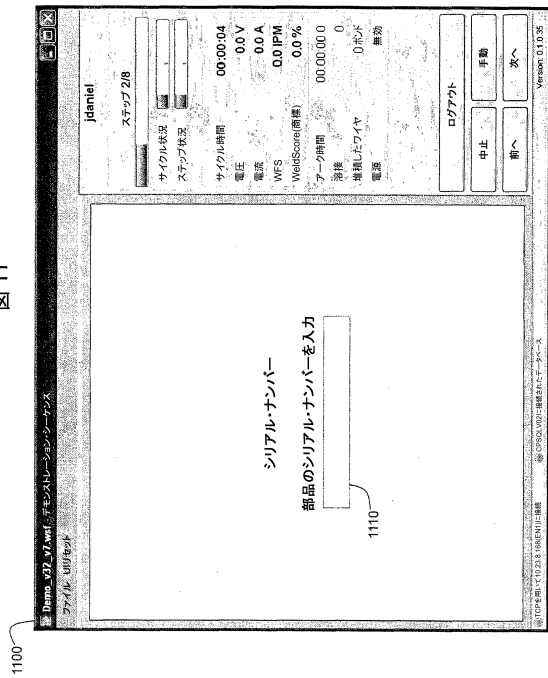 図 11
1100
Demo_v32_v7.wsf - デモンストレーション・シーケンス
ファイル UIリセット
シリアル・ナンバー
部品のシリアル・ナンバーを入力
1110
jdaniel
ステップ 2/8
サイクル状況
ステップ状況
サイクル時間 00:00:04
電圧 0.0 V
電流 0.0 A
WFS 0.0 IPM
WeldScore(商標) 0.0 %
アーク時間 00:00:00.0
溶接 0
堆積したワイヤ 0ポンド
電源 無効
ログアウト
中止 手動
前へ 次へ
TCPを用いて10.23.8.168(EN1)に接続 CPSQLV02に接続されたデータベース Version: 0.1.0.35